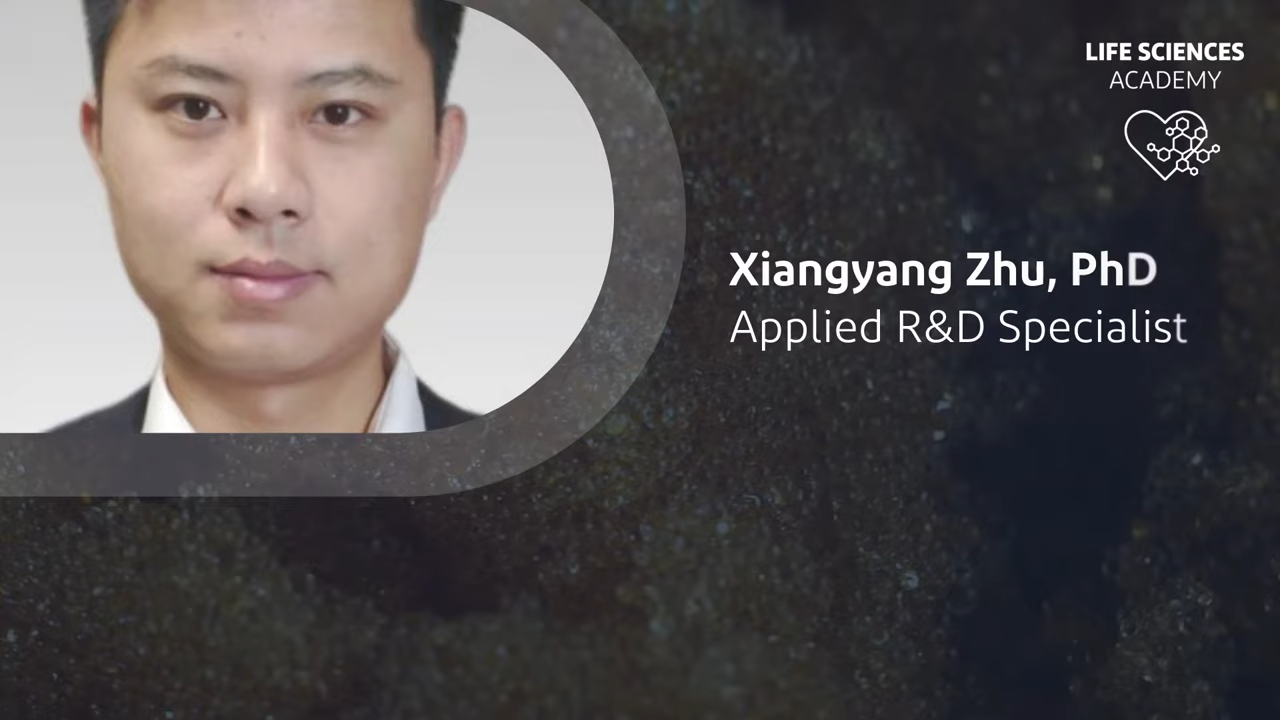 LIFE SCIENCES
ACADEMY
Xiangyang Zhu, PhD
Applied R&D Specialist